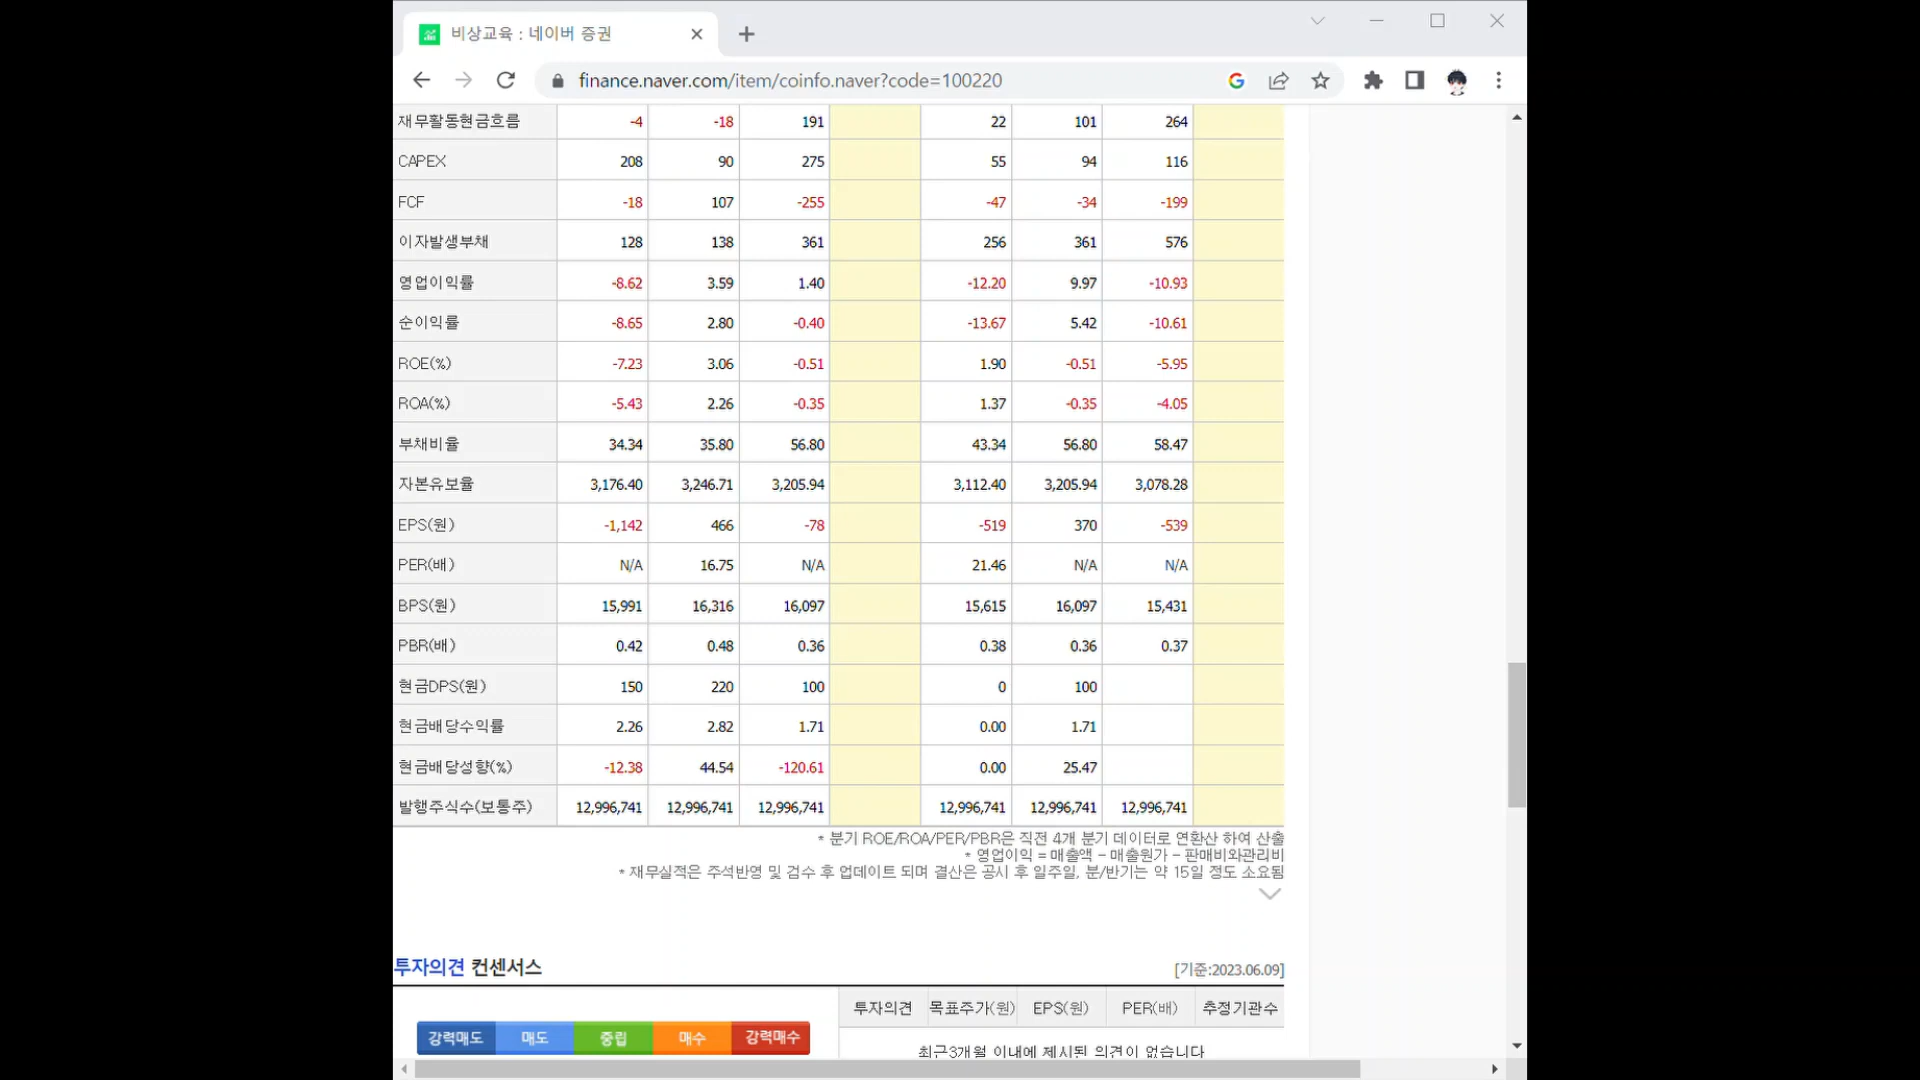 비상교육 : 네이버 증권
finance.naver.com/item/coinfo.naver?code=100220
재무활동현금흐름 -4 -18 191 22 101 264
CAPEX 208 90 275 55 94 116
FCF -18 107 -255 -47 -34 -199
이자발생부채 128 138 361 256 361 576
영업이익률 -8.62 3.59 1.40 -12.20 9.97 -10.93
순이익률 -8.65 2.80 -0.40 -13.67 5.42 -10.61
ROE(%) -7.23 3.06 -0.51 1.90 -0.51 -5.95
ROA(%) -5.43 2.26 -0.35 1.37 -0.35 -4.05
부채비율 34.34 35.80 56.80 43.34 56.80 58.47
자본유보율 3,176.40 3,246.71 3,205.94 3,112.40 3,205.94 3,078.28
EPS(원) -1,142 466 -78 -519 370 -539
PER(배) N/A 16.75 N/A 21.46 N/A N/A
BPS(원) 15,991 16,316 16,097 15,615 16,097 15,431
PBR(배) 0.42 0.48 0.36 0.38 0.36 0.37
현금DPS(원) 150 220 100 0 100
현금배당수익률 2.26 2.82 1.71 0.00 1.71
현금배당성향(%) -12.38 44.54 -120.61 0.00 25.47
발행주식수(보통주) 12,996,741 12,996,741 12,996,741 12,996,741 12,996,741 12,996,741
* 분기 ROE/ROA/PER/PBR은 직전 4개 분기 데이터로 연환산 하여 산출
* 영업이익 = 매출액 - 매출원가 - 판매비와관리비
* 재무실적은 주석반영 및 검수 후 업데이트 되며 결산은 공시 후 일주일, 분/반기는 약 15일 정도 소요됨
투자의견 컨센서스 [기준:2023.06.09]
투자의견 목표주가(원) EPS(원) PER(배) 추정기관수
강력매도 매도 중립 매수 강력매수
최근3개월 이내에 제시된 의견이 없습니다